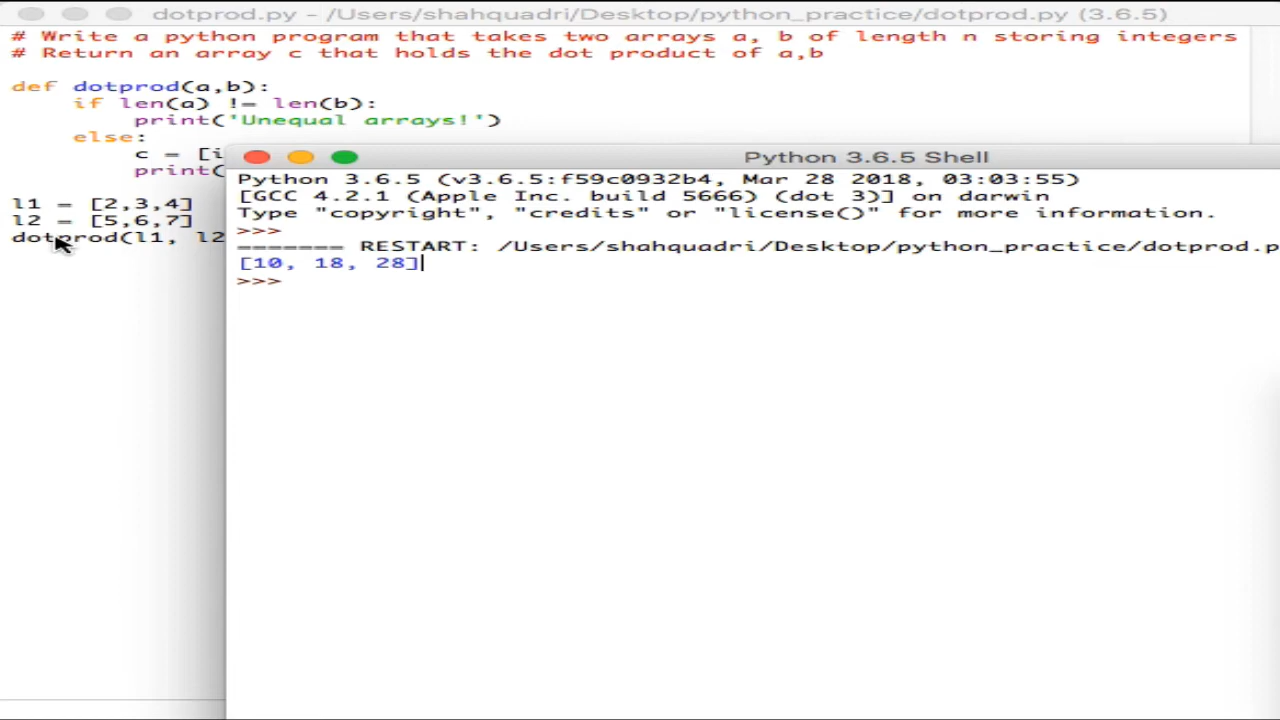 dotprod.py - /Users/shahquadri/Desktop/python_practice/dotprod.py (3.6.5)
# Write a python program that takes two arrays a, b of length n storing integers
# Return an array c that holds the dot product of a,b
def dotprod(a,b):
if len(a) != len(b):
print('Unequal arrays!')
else:
c = [i
print(
l1 = [2,3,4]
l2 = [5,6,7]
dotprod(l1, l2
Python 3.6.5 Shell
Python 3.6.5 (v3.6.5:f59c0932b4, Mar 28 2018, 03:03:55)
[GCC 4.2.1 (Apple Inc. build 5666) (dot 3)] on darwin
Type "copyright", "credits" or "license()" for more information.
>>>
======= RESTART: /Users/shahquadri/Desktop/python_practice/dotprod.p
[10, 18, 28]
>>>